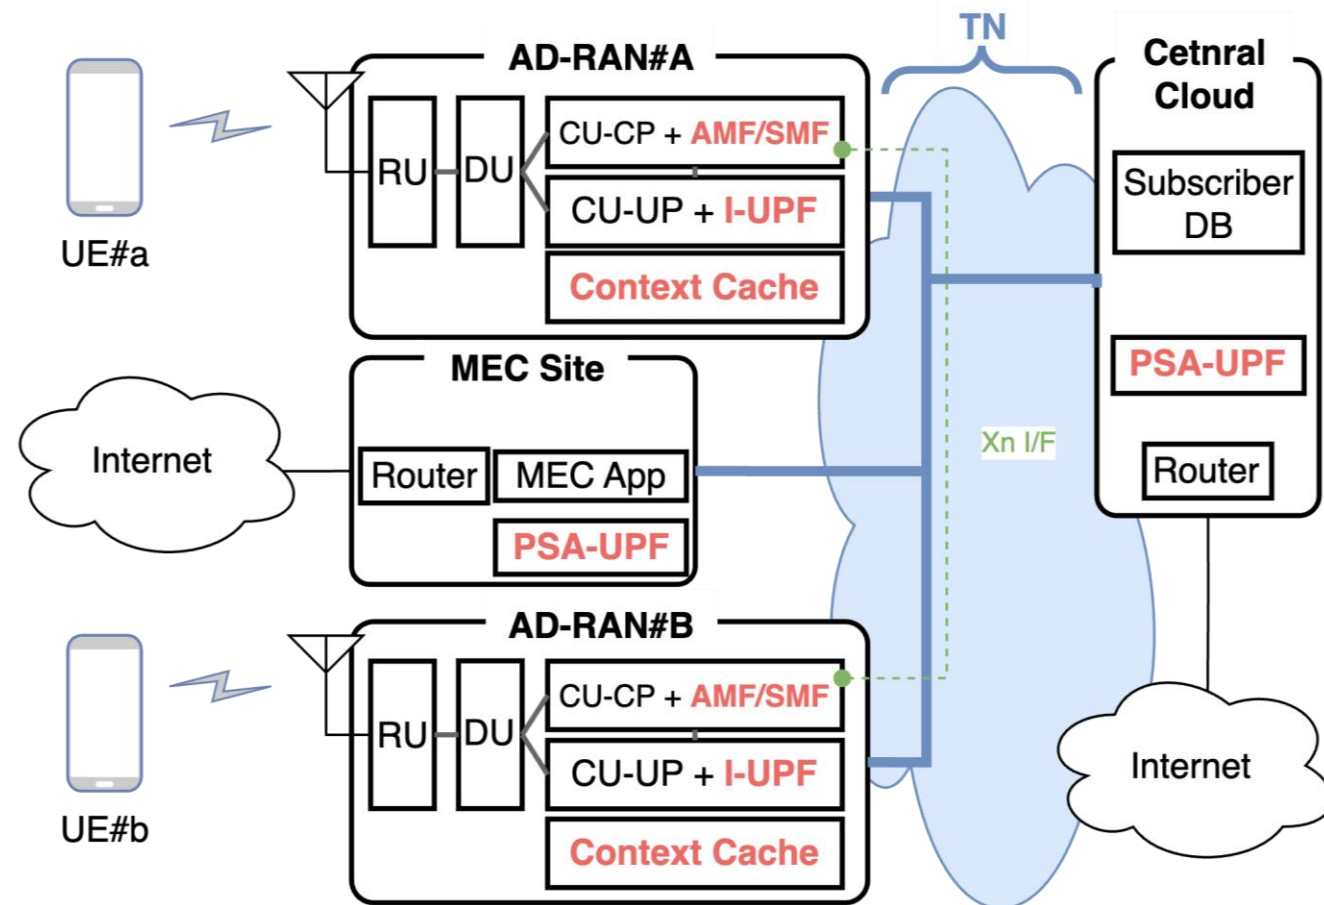 TN
AD-RAN#A
Cetnral
Cloud
CU-CP + AMF/SMF
RU
DU
CU-UP + I-UPF
Subscriber
DB
UE#a
Context Cache
MEC Site
PSA-UPF
Internet
Router
MEC App
Xn I/F
Router
PSA-UPF
AD-RAN#B
CU-CP + AMF/SMF
RU
DU
CU-UP + I-UPF
Internet
UE#b
Context Cache